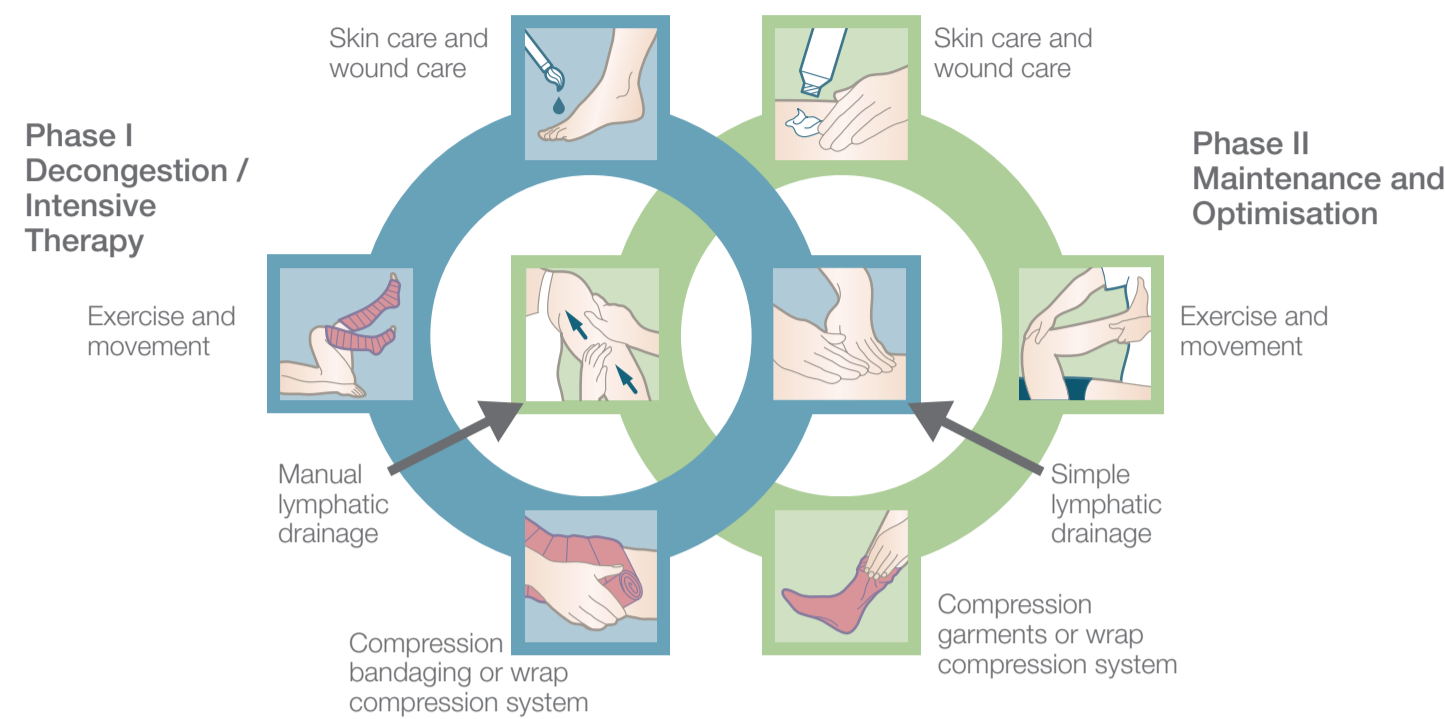 Phase I
Decongestion /
Intensive
Therapy
Skin care and
wound care
Skin care and
wound care
Phase II
Maintenance and
Optimisation
Exercise and
movement
Exercise and
movement
Manual
lymphatic
drainage
Simple
lymphatic
drainage
Compression
bandaging or wrap
compression system
Compression
garments or wrap
compression system